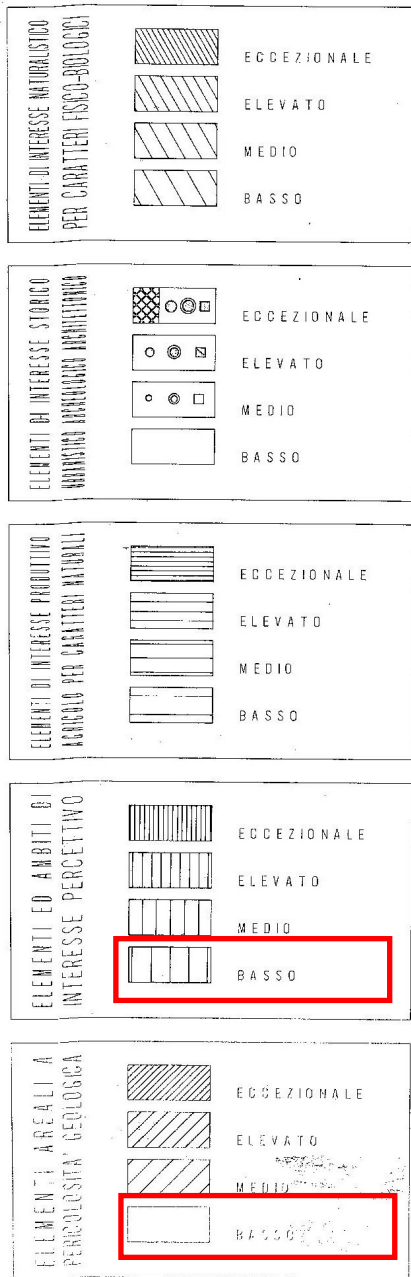 ELEMENTI DI INTERESSE NATURALISTICO
PER CARATTERI FISICO-BIOLOGICI
ECCEZIONALE
ELEVATO
MEDIO
BASSO
ELEMENTI DI INTERESSE STORICO
URBANISTICO ARCHEOLOGICO ARCHITETTONICO
ECCEZIONALE
ELEVATO
MEDIO
BASSO
ELEMENTI DI INTERESSE PRODUTTIVO
AGRICOLO PER CARATTERI NATURALI
ECCEZIONALE
ELEVATO
MEDIO
BASSO
ELEMENTI ED AMBITI DI
INTERESSE PERCETTIVO
ECCEZIONALE
ELEVATO
MEDIO
BASSO
ELEMENTI AREALI A
PERICOLOSITA' GEOLOGICA
ECCEZIONALE
ELEVATO
MEDIO
BASSO